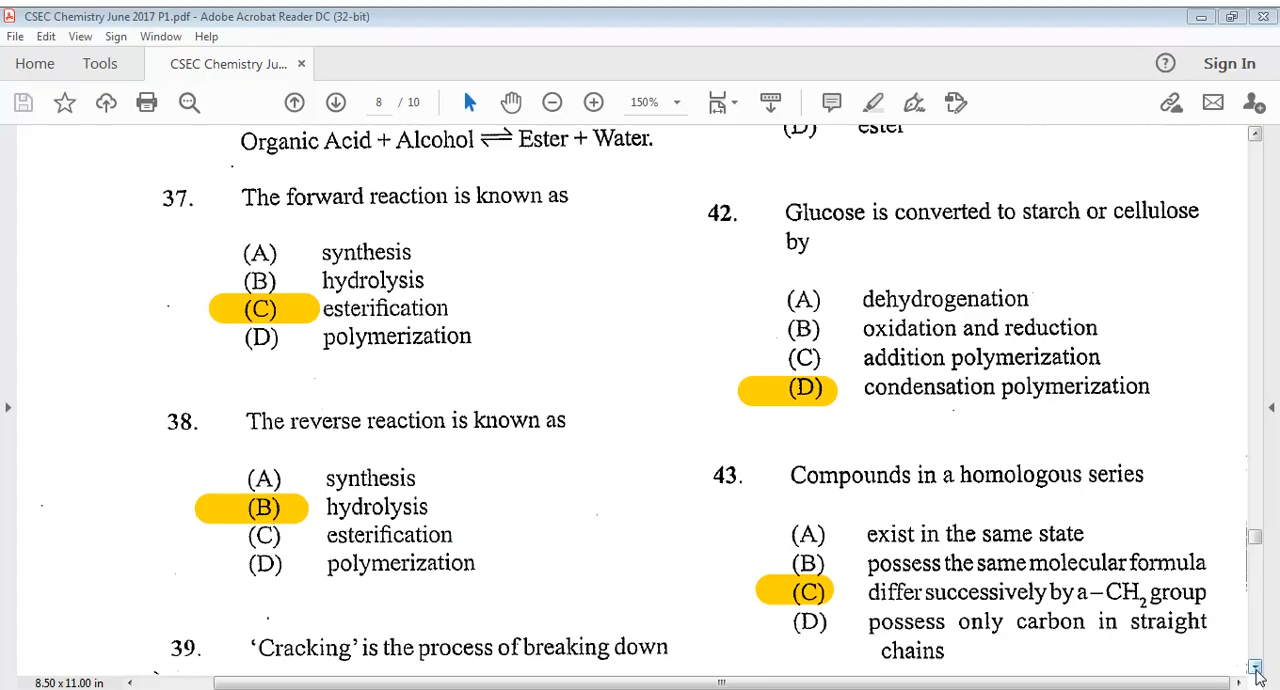 CSEC Chemistry June 2017 P1.pdf - Adobe Acrobat Reader DC (32-bit)
File Edit View Sign Window Help
Home Tools CSEC Chemistry Ju... × Sign In
8 / 10 150%
Organic Acid + Alcohol ⇌ Ester + Water.
37. The forward reaction is known as
(A) synthesis
(B) hydrolysis
(C) esterification
(D) polymerization
38. The reverse reaction is known as
(A) synthesis
(B) hydrolysis
(C) esterification
(D) polymerization
39. ‘Cracking’ is the process of breaking down
(D) ester
42. Glucose is converted to starch or cellulose
by
(A) dehydrogenation
(B) oxidation and reduction
(C) addition polymerization
(D) condensation polymerization
43. Compounds in a homologous series
(A) exist in the same state
(B) possess the same molecular formula
(C) differ successively by a –CH₂ group
(D) possess only carbon in straight
chains
8.50 x 11.00 in